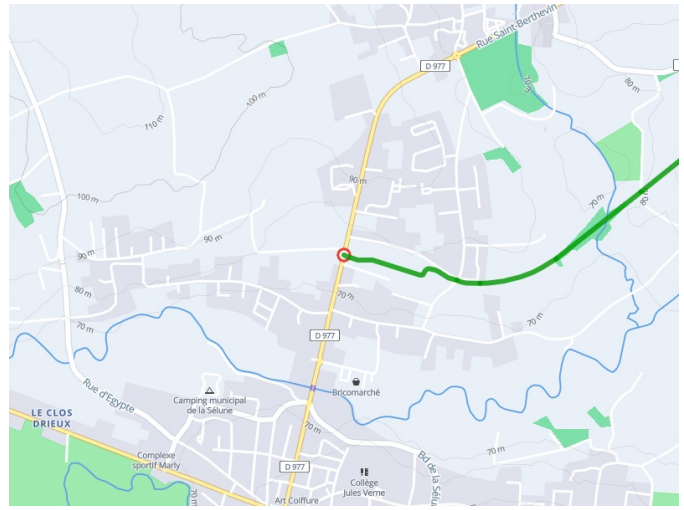 Rue Saint-Berthevin
D 977
70 m
80 m
110 m
100 m
90 m
100 m
70 m
80 m
90 m
90 m
80 m
70 m
70 m
70 m
D 977
Rue d'Egypte
Camping municipal
de la Sélune
Bricomarché
LE CLOS
DRIEUX
70 m
Complexe
sportif Marly
D 977
Bd de la Sélune
70 m
Collège
Jules Verne
70 m
Art Coiffure